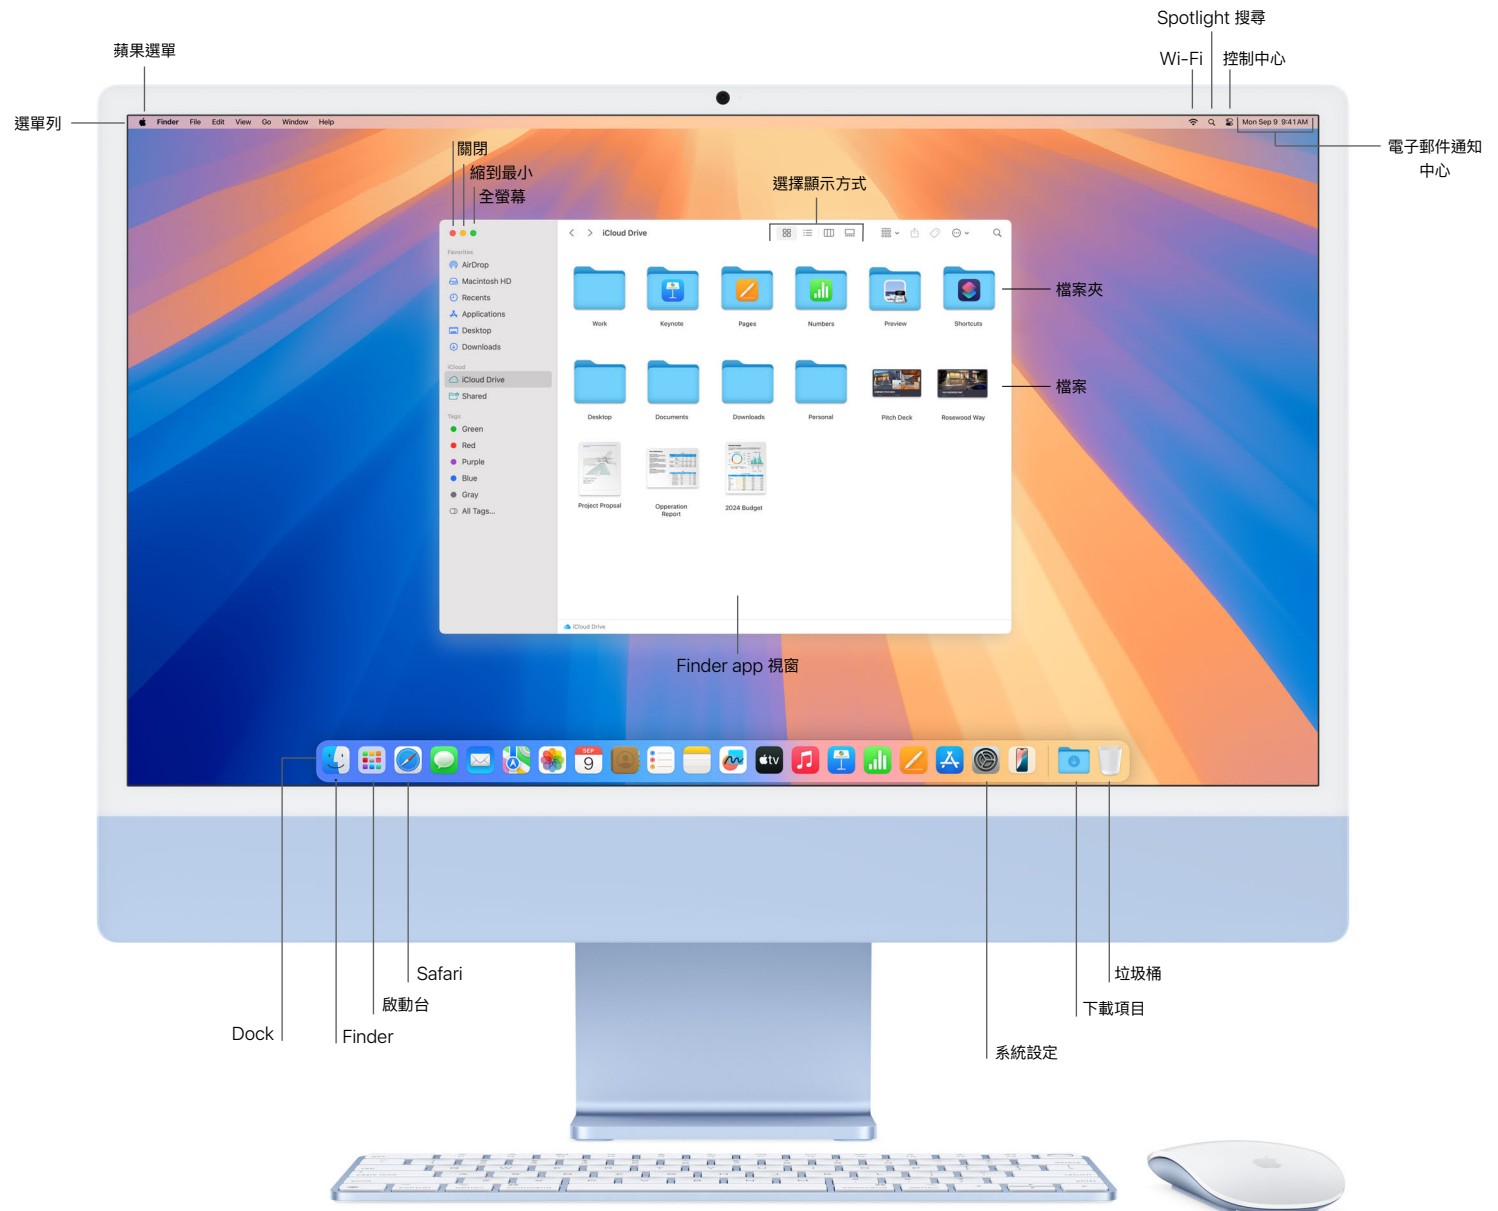 Spotlight 搜尋
蘋果選單
Wi-Fi
控制中心
選單列
Finder File Edit View Go Window Help
Mon Sep 9 9:41 AM
電子郵件通知
中心
關閉
縮到最小
全螢幕
選擇顯示方式
iCloud Drive
Favorites
AirDrop
Macintosh HD
Recents
Applications
Desktop
Downloads
iCloud
iCloud Drive
Shared
Tags
Green
Red
Purple
Blue
Gray
All Tags...
Work
Keynote
Pages
Numbers
Preview
Shortcuts
檔案夾
Desktop
Documents
Downloads
Personal
Pitch Deck
Rosewood Way
檔案
Project Propsal
Opperation
Report
2024 Budget
iCloud Drive
Finder app 視窗
SEP
9
tv
Safari
啟動台
Dock
Finder
垃圾桶
下載項目
系統設定